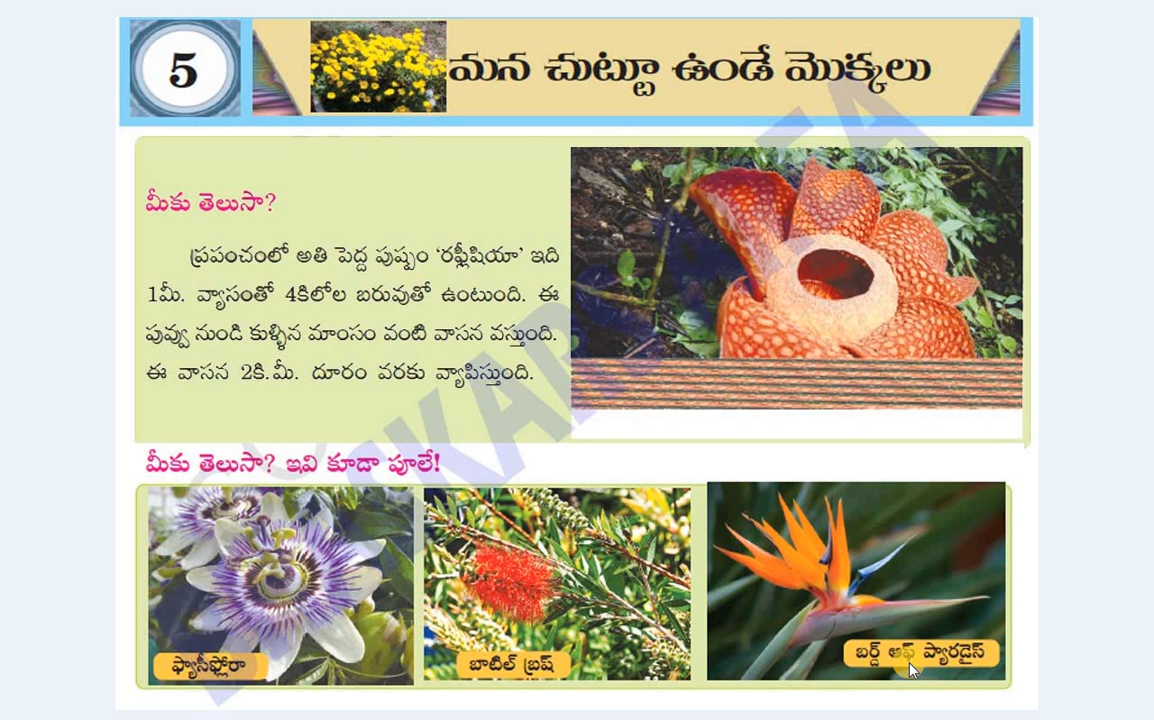 5
మన చుట్టూ ఉండే మొక్కలు
మీకు తెలుసా?
ప్రపంచంలో అతి పెద్ద పుష్పం ‘రఫ్లీషియా’ ఇది
1మీ. వ్యాసంతో 4కిలోల బరువుతో ఉంటుంది. ఈ
పువ్వు నుండి కుళ్ళిన మాంసం వంటి వాసన వస్తుంది.
ఈ వాసన 2కి.మీ. దూరం వరకు వ్యాపిస్తుంది.
మీకు తెలుసా? ఇవి కూడా పూలే!
ఫ్యాసీఫ్లోరా
బాటిల్ బ్రష్
బర్డ్ ఆఫ్ ప్యారడైస్